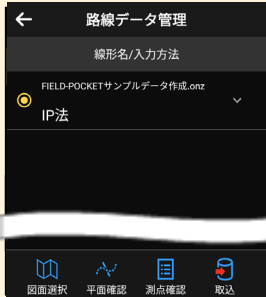 路線データ管理
線形名/入力方法
FIELD-POCKETサンプルデータ作成.onz
IP法
図面選択 平面確認 測点確認 取込